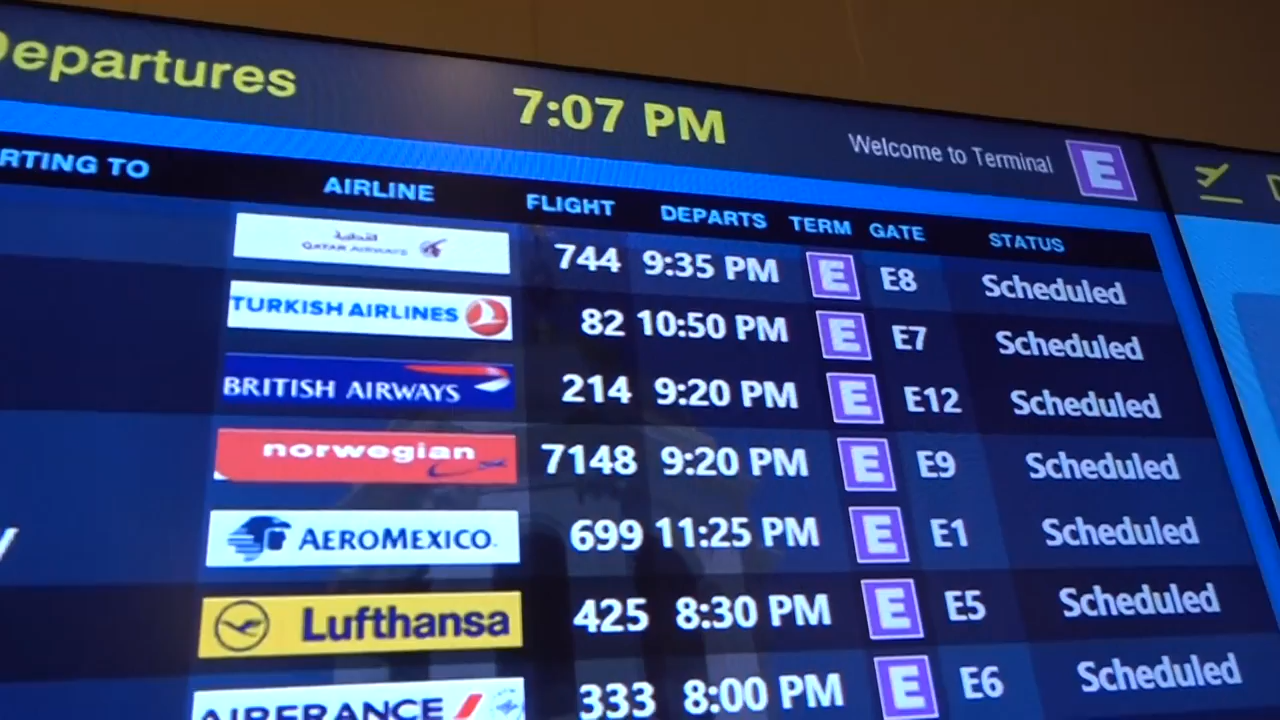 Departures 7:07 PM Welcome to Terminal E
RTING TO AIRLINE FLIGHT DEPARTS TERM GATE STATUS
القطرية
QATAR AIRWAYS 744 9:35 PM E E8 Scheduled
TURKISH AIRLINES 82 10:50 PM E E7 Scheduled
BRITISH AIRWAYS 214 9:20 PM E E12 Scheduled
norwegian 7148 9:20 PM E E9 Scheduled
y AEROMEXICO. 699 11:25 PM E E1 Scheduled
Lufthansa 425 8:30 PM E E5 Scheduled
AIRFRANCE 333 8:00 PM E E6 Scheduled